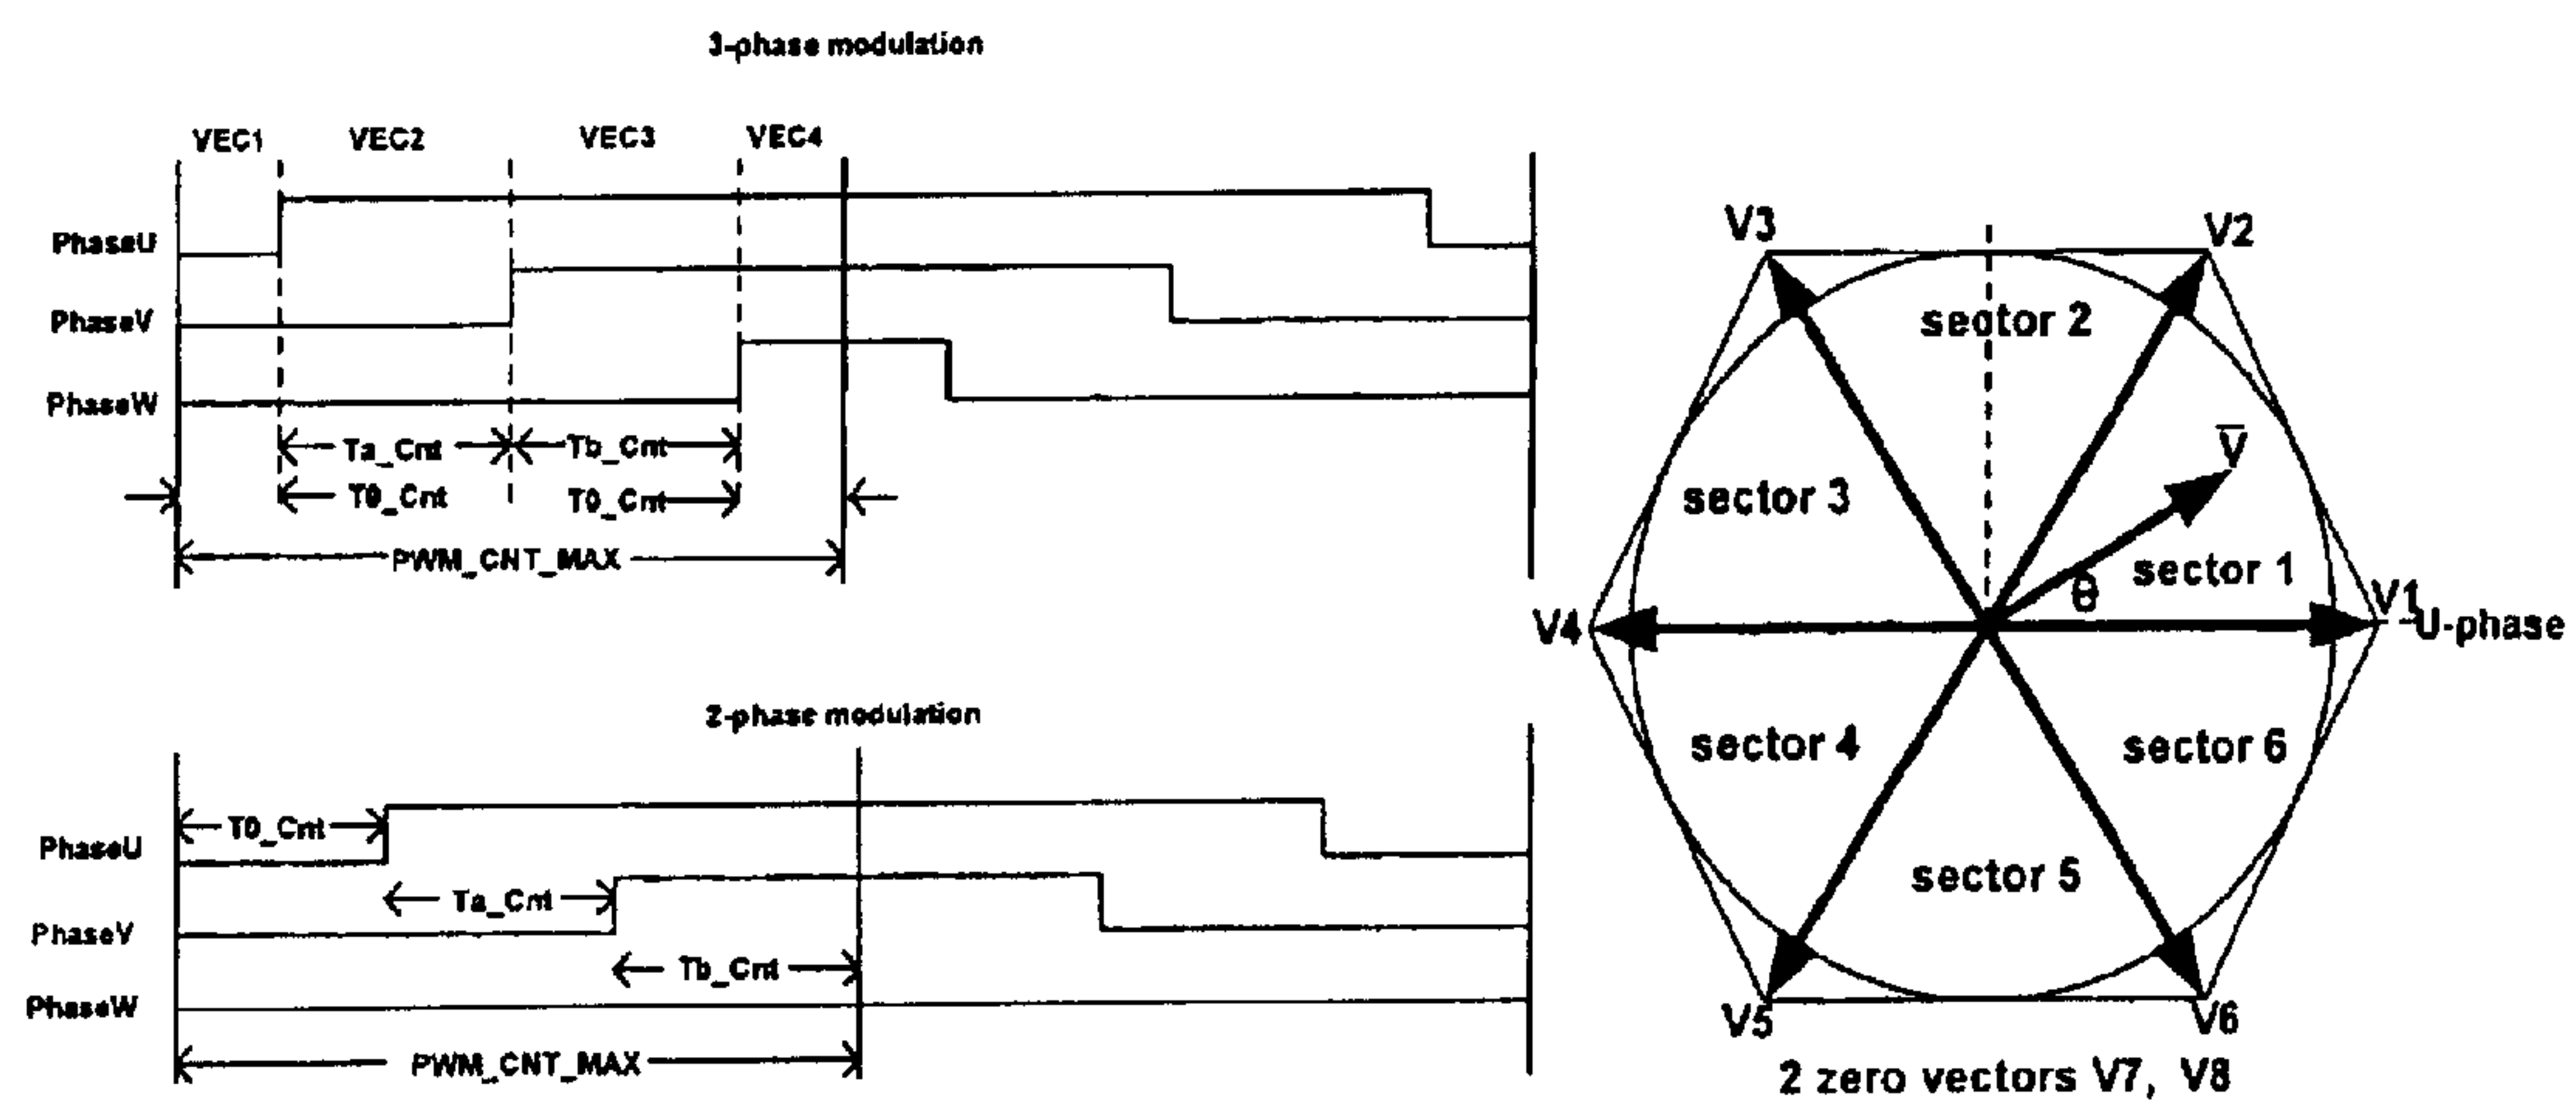 3-phase modulation
VEC1 VEC2 VEC3 VEC4
PhaseU
PhaseV
PhaseW
Ta_Cnt Tb_Cnt
T0_Cnt T0_Cnt
PWM_CNT_MAX
2-phase modulation
T0_Cnt
PhaseU
Ta_Cnt
PhaseV
Tb_Cnt
PhaseW
PWM_CNT_MAX
V3 V2
sector 2
V̅
sector 3
sector 1
θ
V1
V4
U-phase
sector 4
sector 6
sector 5
V5 V6
2 zero vectors V7, V8